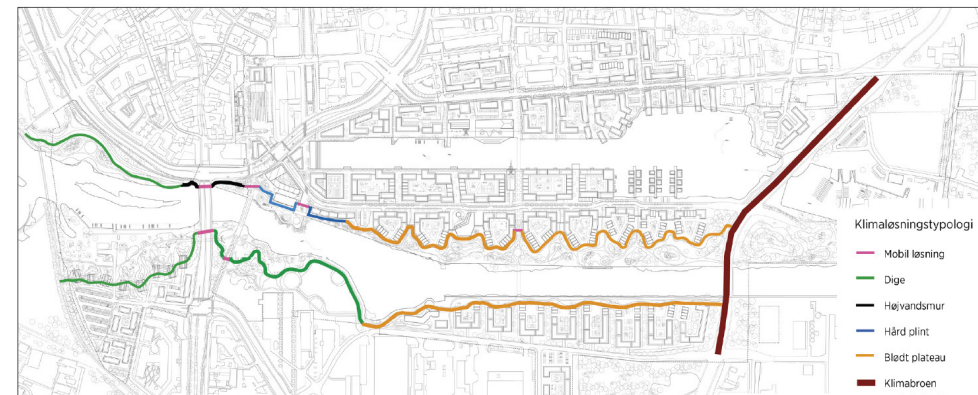 Klimaløsningstypologi
Mobil løsning
Dige
Højvandsmur
Hård plint
Blødt plateau
Klimabroen